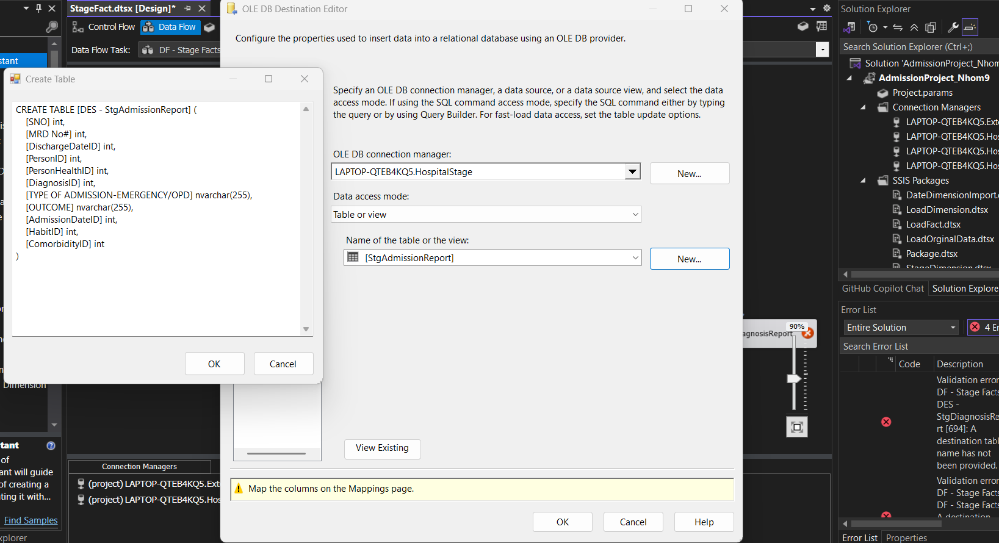 StageFact.dtsx [Design]*
Control Flow
Data Flow
Data Flow Task:
DF - Stage Facts
tant
Create Table
CREATE TABLE [DES - StgAdmissionReport] (
[SNO] int,
[MRD No#] int,
[DischargeDateID] int,
[PersonID] int,
[PersonHealthID] int,
[DiagnosisID] int,
[TYPE OF ADMISSION-EMERGENCY/OPD] nvarchar(255),
[OUTCOME] nvarchar(255),
[AdmissionDateID] int,
[HabitID] int,
[ComorbidityID] int
)
OK
Cancel
Dimension
tant
of
ant will guide
of creating a
ting it with...
Find Samples
xplorer
Connection Managers
(project) LAPTOP-QTEB4KQ5.Exte
(project) LAPTOP-QTEB4KQ5.Hos
OLE DB Destination Editor
Configure the properties used to insert data into a relational database using an OLE DB provider.
Specify an OLE DB connection manager, a data source, or a data source view, and select the data
access mode. If using the SQL command access mode, specify the SQL command either by typing
the query or by using Query Builder. For fast-load data access, set the table update options.
OLE DB connection manager:
LAPTOP-QTEB4KQ5.HospitalStage
New...
Data access mode:
Table or view
Name of the table or the view:
[StgAdmissionReport]
New...
View Existing
Map the columns on the Mappings page.
OK
Cancel
Help
agnosisReport
90%
Solution Explorer
Search Solution Explorer (Ctrl+;)
Solution 'AdmissionProject_Nhom
AdmissionProject_Nhom9
Project.params
Connection Managers
LAPTOP-QTEB4KQ5.Exte
LAPTOP-QTEB4KQ5.Hos
LAPTOP-QTEB4KQ5.Hos
LAPTOP-QTEB4KQ5.Hos
SSIS Packages
DateDimensionImport.
LoadDimension.dtsx
LoadFact.dtsx
LoadOrginalData.dtsx
Package.dtsx
StageDimension.dtsx
GitHub Copilot Chat
Solution Explore
Error List
Entire Solution
4 Er
Search Error List
Code
Description
Validation error
DF - Stage Facts
DES -
StgDiagnosisRe
rt [694]: A
destination tabl
name has not
been provided.
Validation error
DF - Stage Facts
DF - Stage Facts
A destination
Error List
Properties